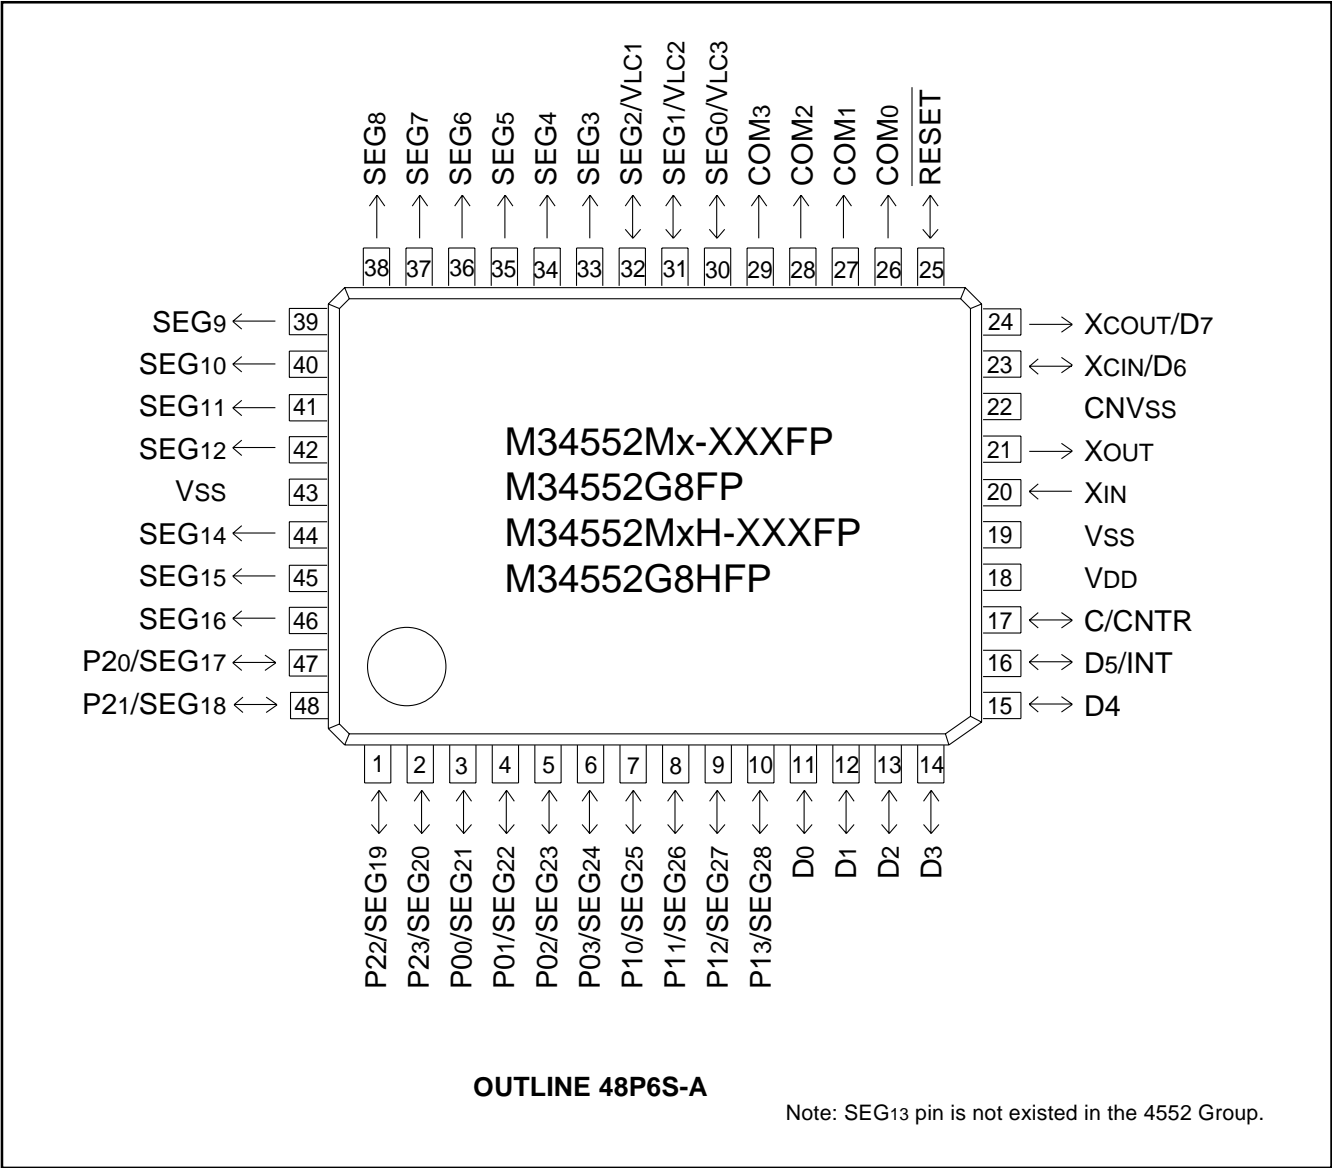 SEG8
SEG7
SEG6
SEG5
SEG4
SEG3
SEG2/VLC1
SEG1/VLC2
SEG0/VLC3
COM3
COM2
COM1
COM0
RESET
38 37 36 35 34 33 32 31 30 29 28 27 26 25
SEG9 39
SEG10 40
SEG11 41
SEG12 42
VSS 43
SEG14 44
SEG15 45
SEG16 46
P20/SEG17 47
P21/SEG18 48
M34552Mx-XXXFP
M34552G8FP
M34552MxH-XXXFP
M34552G8HFP
24 XCOUT/D7
23 XCIN/D6
22 CNVSS
21 XOUT
20 XIN
19 VSS
18 VDD
17 C/CNTR
16 D5/INT
15 D4
1 2 3 4 5 6 7 8 9 10 11 12 13 14
P22/SEG19
P23/SEG20
P00/SEG21
P01/SEG22
P02/SEG23
P03/SEG24
P10/SEG25
P11/SEG26
P12/SEG27
P13/SEG28
D0
D1
D2
D3
OUTLINE 48P6S-A
Note: SEG13 pin is not existed in the 4552 Group.